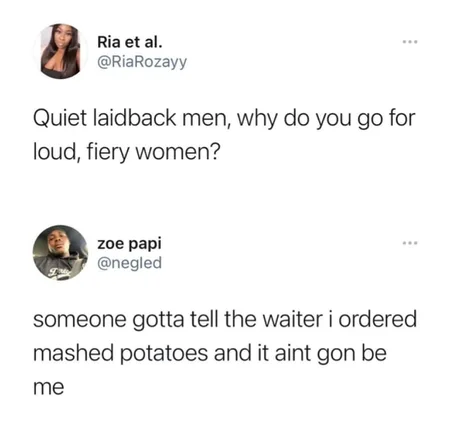 Ria et al.
@RiaRozayy
Quiet laidback men, why do you go for
loud, fiery women?
zoe papi
@negled
someone gotta tell the waiter i ordered
mashed potatoes and it aint gon be
me